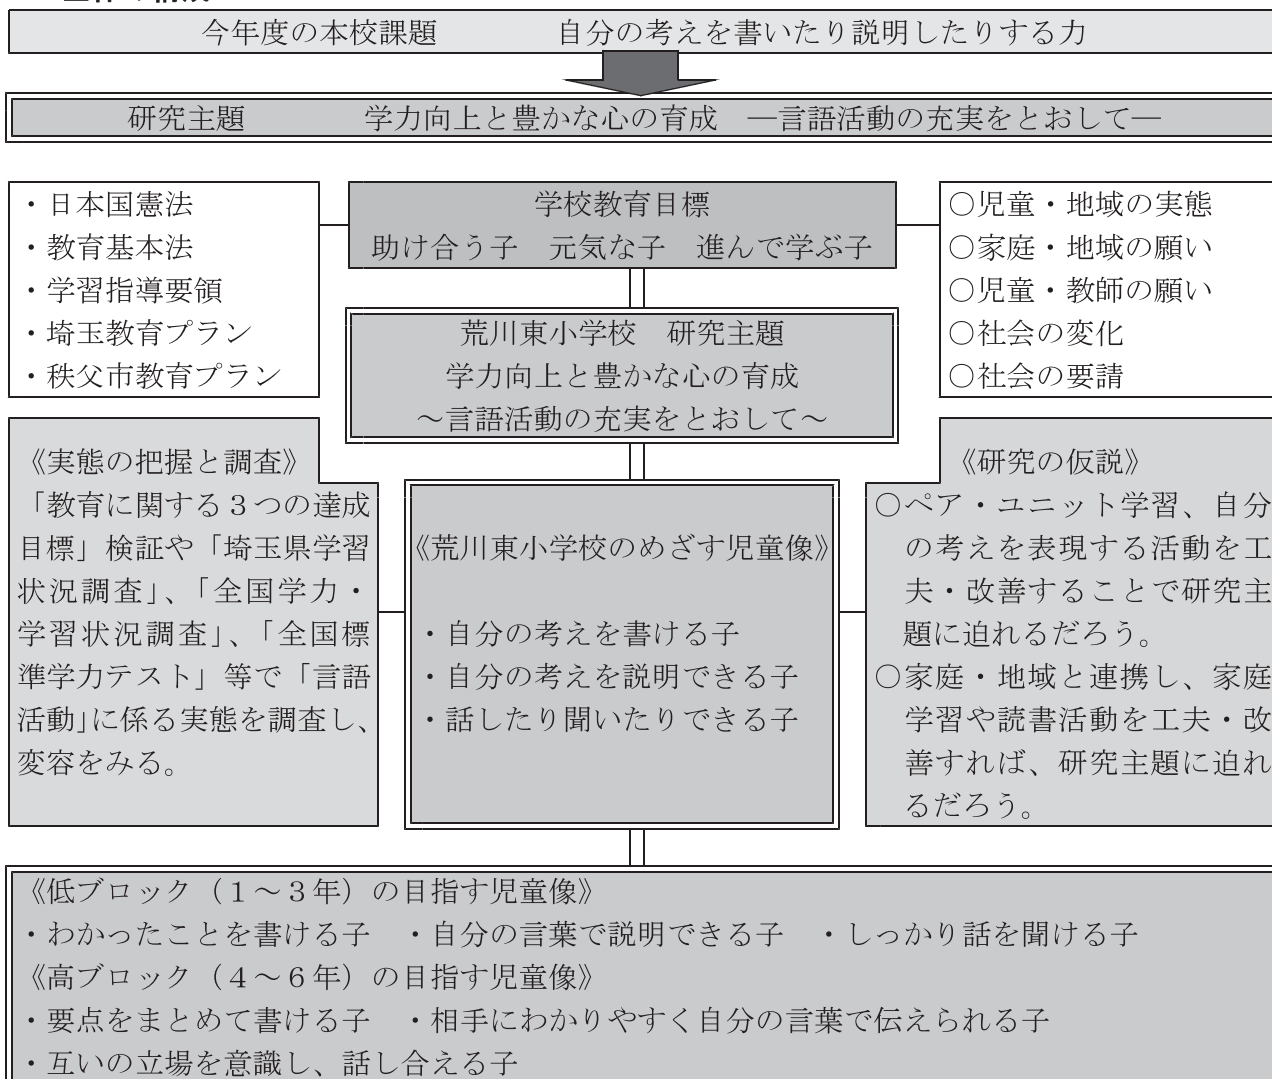 今年度の本校課題　　　　自分の考えを書いたり説明したりする力
研究主題　　　　学力向上と豊かな心の育成　―言語活動の充実をとおして―
・日本国憲法
・教育基本法
・学習指導要領
・埼玉教育プラン
・秩父市教育プラン
学校教育目標
助け合う子　元気な子　進んで学ぶ子
○児童・地域の実態
○家庭・地域の願い
○児童・教師の願い
○社会の変化
○社会の要請
荒川東小学校　研究主題
学力向上と豊かな心の育成
～言語活動の充実をとおして～
《実態の把握と調査》
「教育に関する３つの達成
目標」検証や「埼玉県学習
状況調査」、「全国学力・
学習状況調査」、「全国標
準学力テスト」等で「言語
活動」に係る実態を調査し、
変容をみる。
《荒川東小学校のめざす児童像》
・自分の考えを書ける子
・自分の考えを説明できる子
・話したり聞いたりできる子
《研究の仮説》
○ペア・ユニット学習、自分
の考えを表現する活動を工
夫・改善することで研究主
題に迫れるだろう。
○家庭・地域と連携し、家庭
学習や読書活動を工夫・改
善すれば、研究主題に迫れ
るだろう。
《低ブロック（１～３年）の目指す児童像》
・わかったことを書ける子　・自分の言葉で説明できる子　・しっかり話を聞ける子
《高ブロック（４～６年）の目指す児童像》
・要点をまとめて書ける子　・相手にわかりやすく自分の言葉で伝えられる子
・互いの立場を意識し、話し合える子